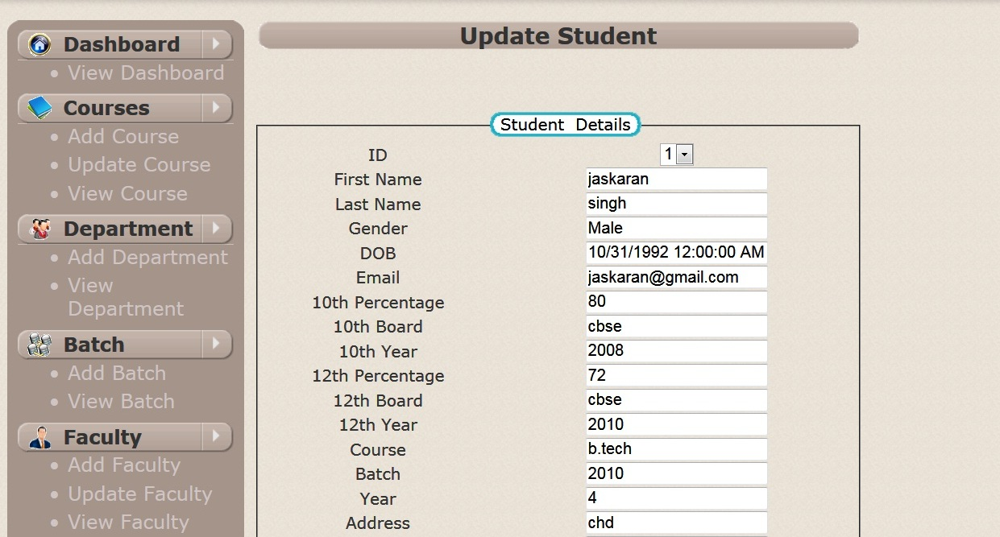 Dashboard
View Dashboard
Courses
Add Course
Update Course
View Course
Department
Add Department
View
Department
Batch
Add Batch
View Batch
Faculty
Add Faculty
Update Faculty
View Faculty
Update Student
Student Details
ID 1
First Name jaskaran
Last Name singh
Gender Male
DOB 10/31/1992 12:00:00 AM
Email jaskaran@gmail.com
10th Percentage 80
10th Board cbse
10th Year 2008
12th Percentage 72
12th Board cbse
12th Year 2010
Course b.tech
Batch 2010
Year 4
Address chd